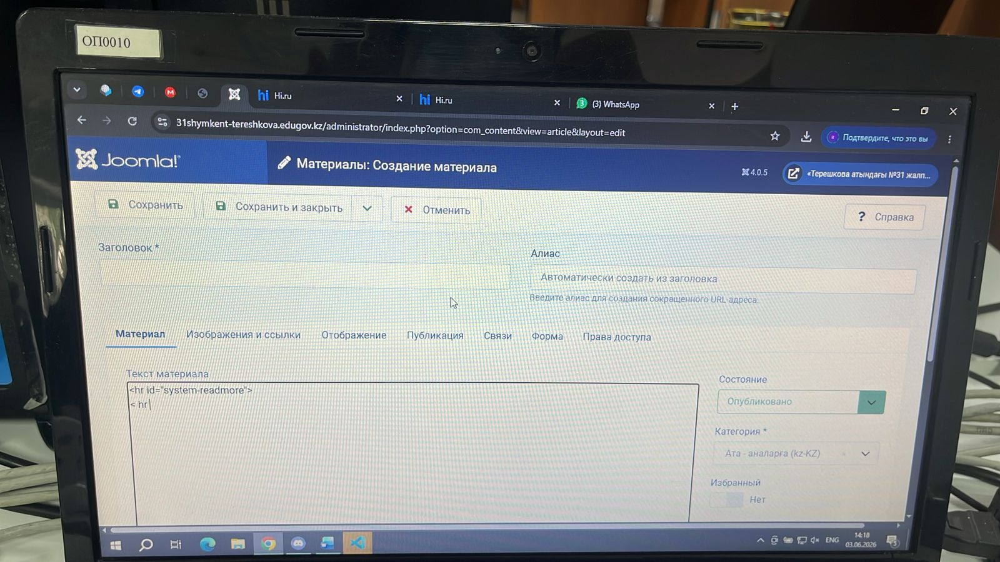 ОП0010
hi Hi.ru
hi Hi.ru
3 (3) WhatsApp
31shymkent-tereshkova.edugov.kz/administrator/index.php?option=com_content&view=article&layout=edit
Подтвердите, что это вы
Joomla!
Материалы: Создание материала
4.0.5
«Терешкова атындағы №31 жалп...
Сохранить
Сохранить и закрыть
Отменить
? Справка
Заголовок *
Алиас
Автоматически создать из заголовка
Введите алиас для создания сокращенного URL-адреса.
Материал
Изображения и ссылки
Отображение
Публикация
Связи
Форма
Права доступа
Текст материала
<hr id="system-readmore">
< hr
Состояние
Опубликовано
Категория *
Ата - аналарға (kz-KZ)
Избранный
Нет
ENG
14:18
03.06.2026